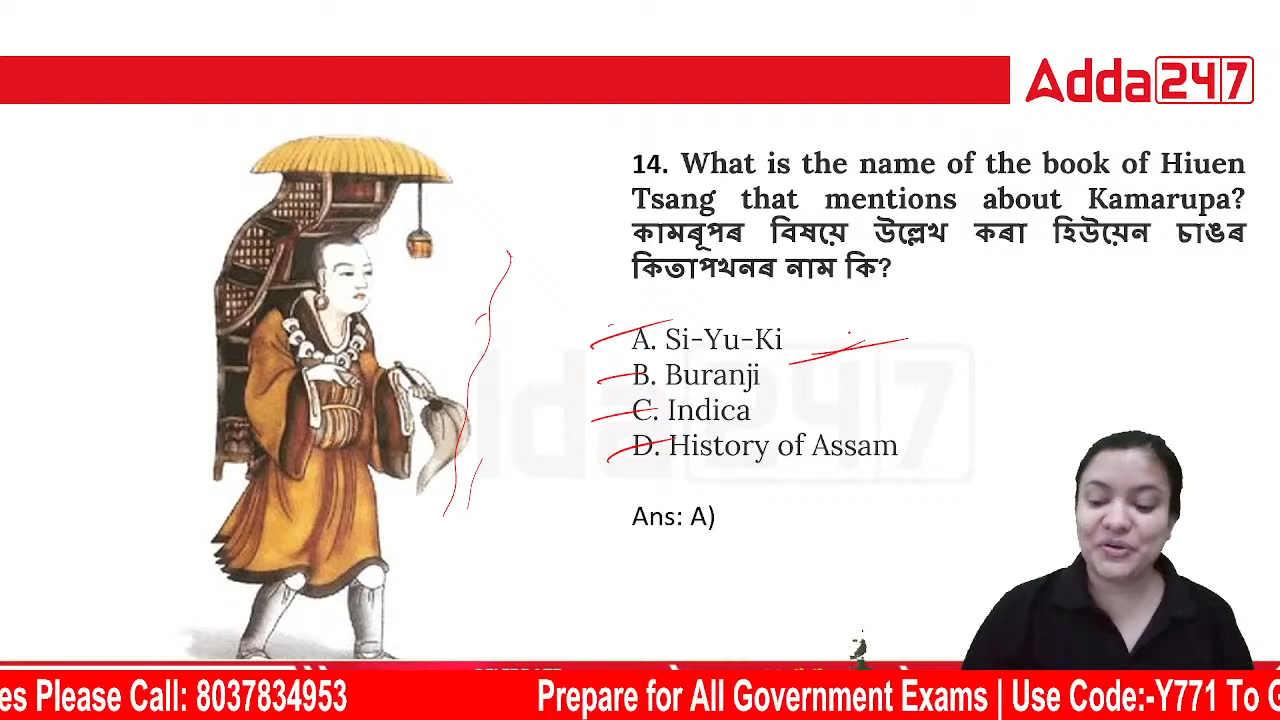 Adda247
14. What is the name of the book of Hiuen
Tsang that mentions about Kamarupa?
কামৰূপৰ বিষয়ে উল্লেখ কৰা হিউয়েন চাঙৰ
কিতাপখনৰ নাম কি?
A. Si-Yu-Ki
B. Buranji
C. Indica
D. History of Assam
Ans: A)
es Please Call: 8037834953 Prepare for All Government Exams | Use Code:-Y771 To G